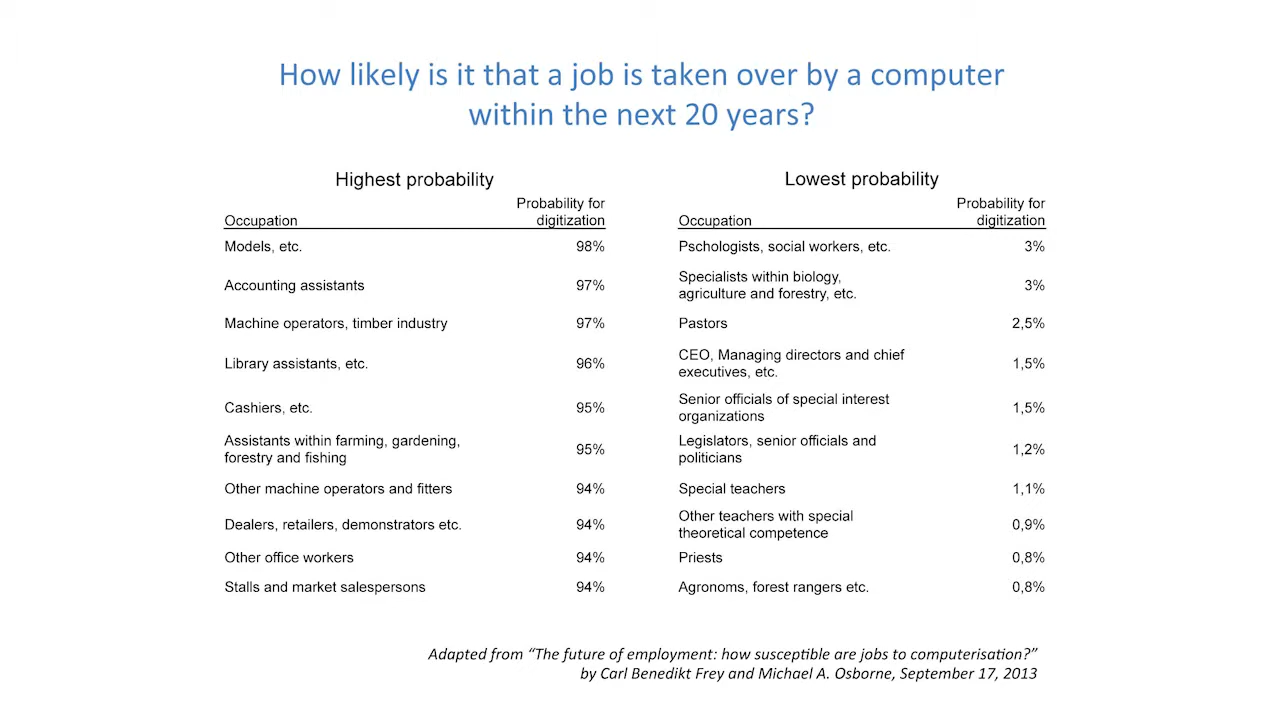 How likely is it that a job is taken over by a computer
within the next 20 years?
Highest probability
Occupation Probability for
digitization
Models, etc. 98%
Accounting assistants 97%
Machine operators, timber industry 97%
Library assistants, etc. 96%
Cashiers, etc. 95%
Assistants within farming, gardening,
forestry and fishing 95%
Other machine operators and fitters 94%
Dealers, retailers, demonstrators etc. 94%
Other office workers 94%
Stalls and market salespersons 94%
Lowest probability
Occupation Probability for
digitization
Pschologists, social workers, etc. 3%
Specialists within biology,
agriculture and forestry, etc. 3%
Pastors 2,5%
CEO, Managing directors and chief
executives, etc. 1,5%
Senior officials of special interest
organizations 1,5%
Legislators, senior officials and
politicians 1,2%
Special teachers 1,1%
Other teachers with special
theoretical competence 0,9%
Priests 0,8%
Agronoms, forest rangers etc. 0,8%
Adapted from “The future of employment: how susceptible are jobs to computerisation?”
by Carl Benedikt Frey and Michael A. Osborne, September 17, 2013